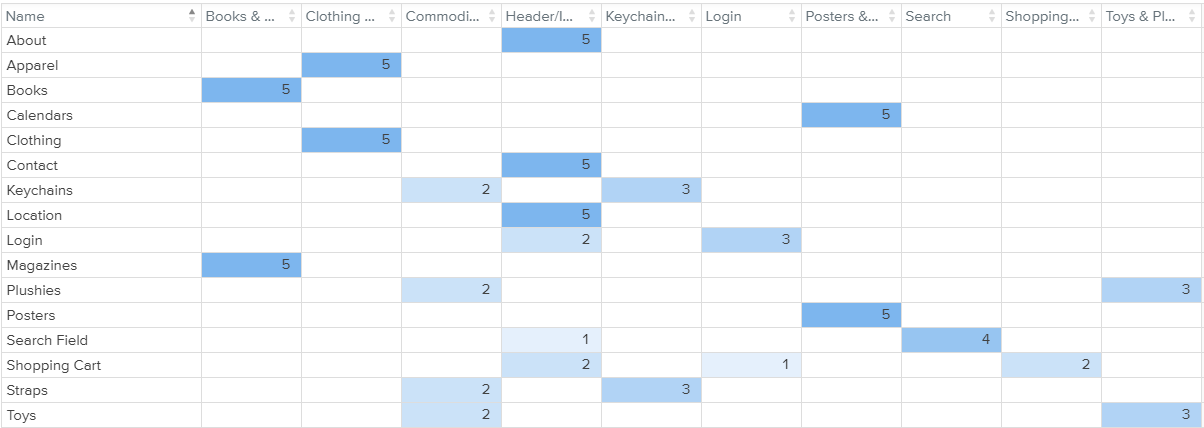 Name Books & ... Clothing ... Commodi... Header/I... Keychain... Login Posters &... Search Shopping... Toys & Pl...
About 5
Apparel 5
Books 5
Calendars 5
Clothing 5
Contact 5
Keychains 2 3
Location 5
Login 2 3
Magazines 5
Plushies 2 3
Posters 5
Search Field 1 4
Shopping Cart 2 1 2
Straps 2 3
Toys 2 3